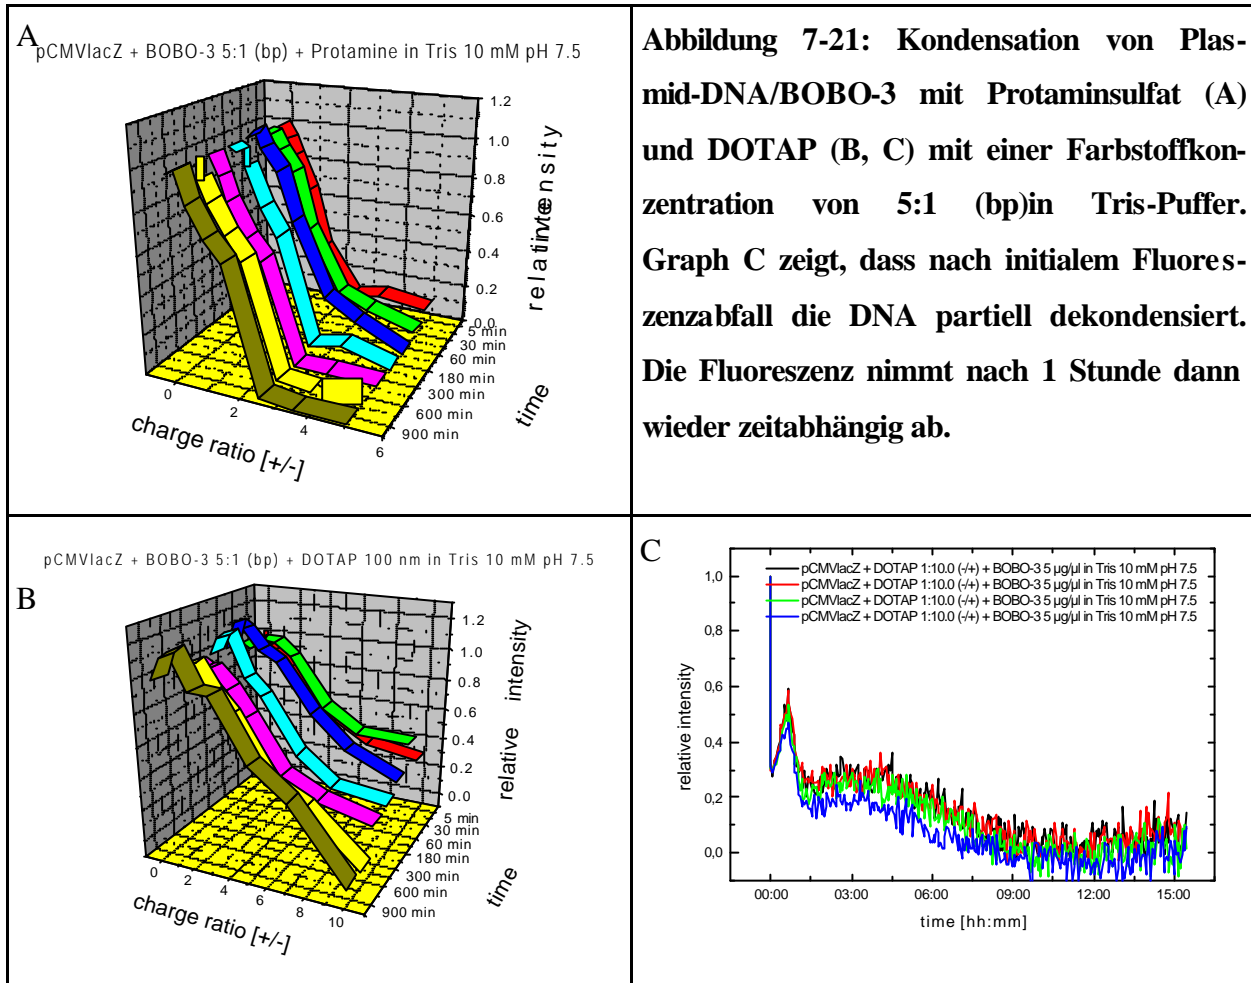 A
pCMVlacZ + BOBO-3 5:1 (bp) + Protamine in Tris 10 mM pH 7.5
1.2
1.0
0.8
0.6
0.4
0.2
0.0
relative intensity
5 min
30 min
60 min
180 min
300 min
600 min
900 min
time
0
2
4
6
charge ratio [+/-]
Abbildung 7-21: Kondensation von Plas-
mid-DNA/BOBO-3 mit Protaminsulfat (A)
und DOTAP (B, C) mit einer Farbstoffkon-
zentration von 5:1 (bp)in Tris-Puffer.
Graph C zeigt, dass nach initialem Fluores-
zenzabfall die DNA partiell dekondensiert.
Die Fluoreszenz nimmt nach 1 Stunde dann
wieder zeitabhängig ab.
pCMVlacZ + BOBO-3 5:1 (bp) + DOTAP 100 nm in Tris 10 mM pH 7.5
B
1.2
1.0
0.8
0.6
0.4
0.2
0.0
relative intensity
5 min
30 min
60 min
180 min
300 min
600 min
900 min
time
0
2
4
6
8
10
charge ratio [+/-]
C
pCMVlacZ + DOTAP 1:10.0 (-/+) + BOBO-3 5 µg/µl in Tris 10 mM pH 7.5
pCMVlacZ + DOTAP 1:10.0 (-/+) + BOBO-3 5 µg/µl in Tris 10 mM pH 7.5
pCMVlacZ + DOTAP 1:10.0 (-/+) + BOBO-3 5 µg/µl in Tris 10 mM pH 7.5
pCMVlacZ + DOTAP 1:10.0 (-/+) + BOBO-3 5 µg/µl in Tris 10 mM pH 7.5
1,0
0,8
0,6
0,4
0,2
0,0
relative intensity
00:00
03:00
06:00
09:00
12:00
15:00
time [hh:mm]